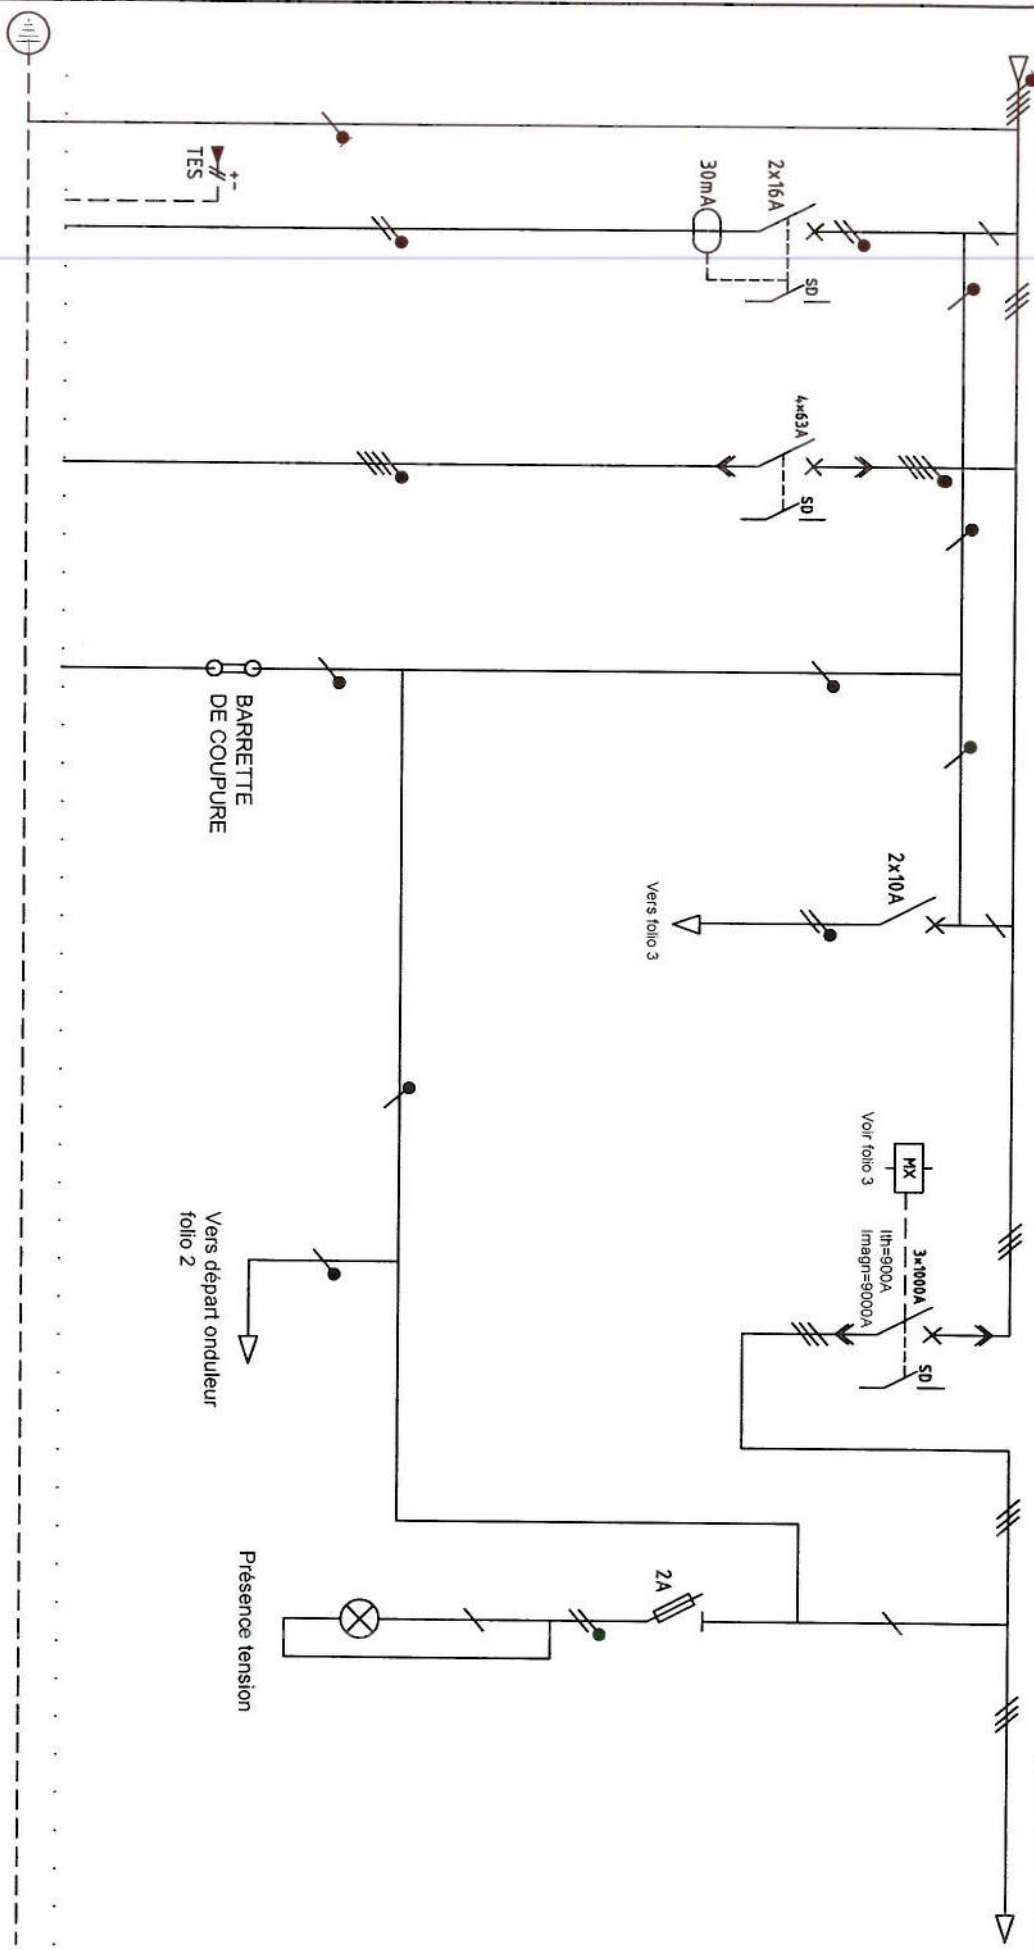 +-
TES
2x16A
30mA
SD
4x63A
SD
BARRETTE
DE COUPURE
2x10A
Vers folio 3
MX
Voir folio 3
3x1000A
Ith=900A
Imagn=9000A
SD
Vers départ onduleur
folio 2
2A
Présence tension